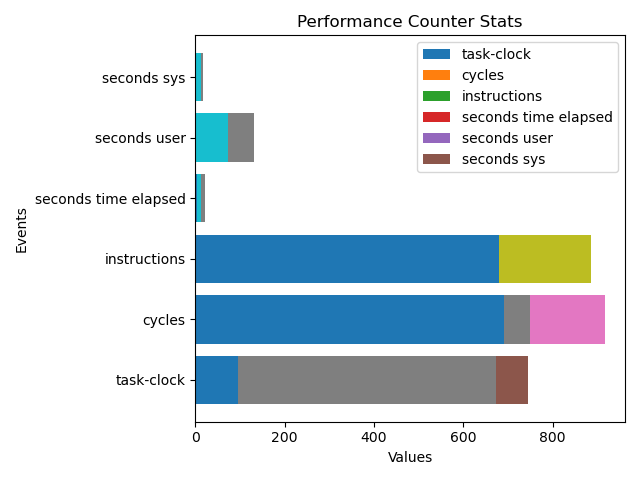 Performance Counter Stats
task-clock
cycles
instructions
seconds time elapsed
seconds user
seconds sys
Events
seconds sys
seconds user
seconds time elapsed
instructions
cycles
task-clock
0 200 400 600 800
Values